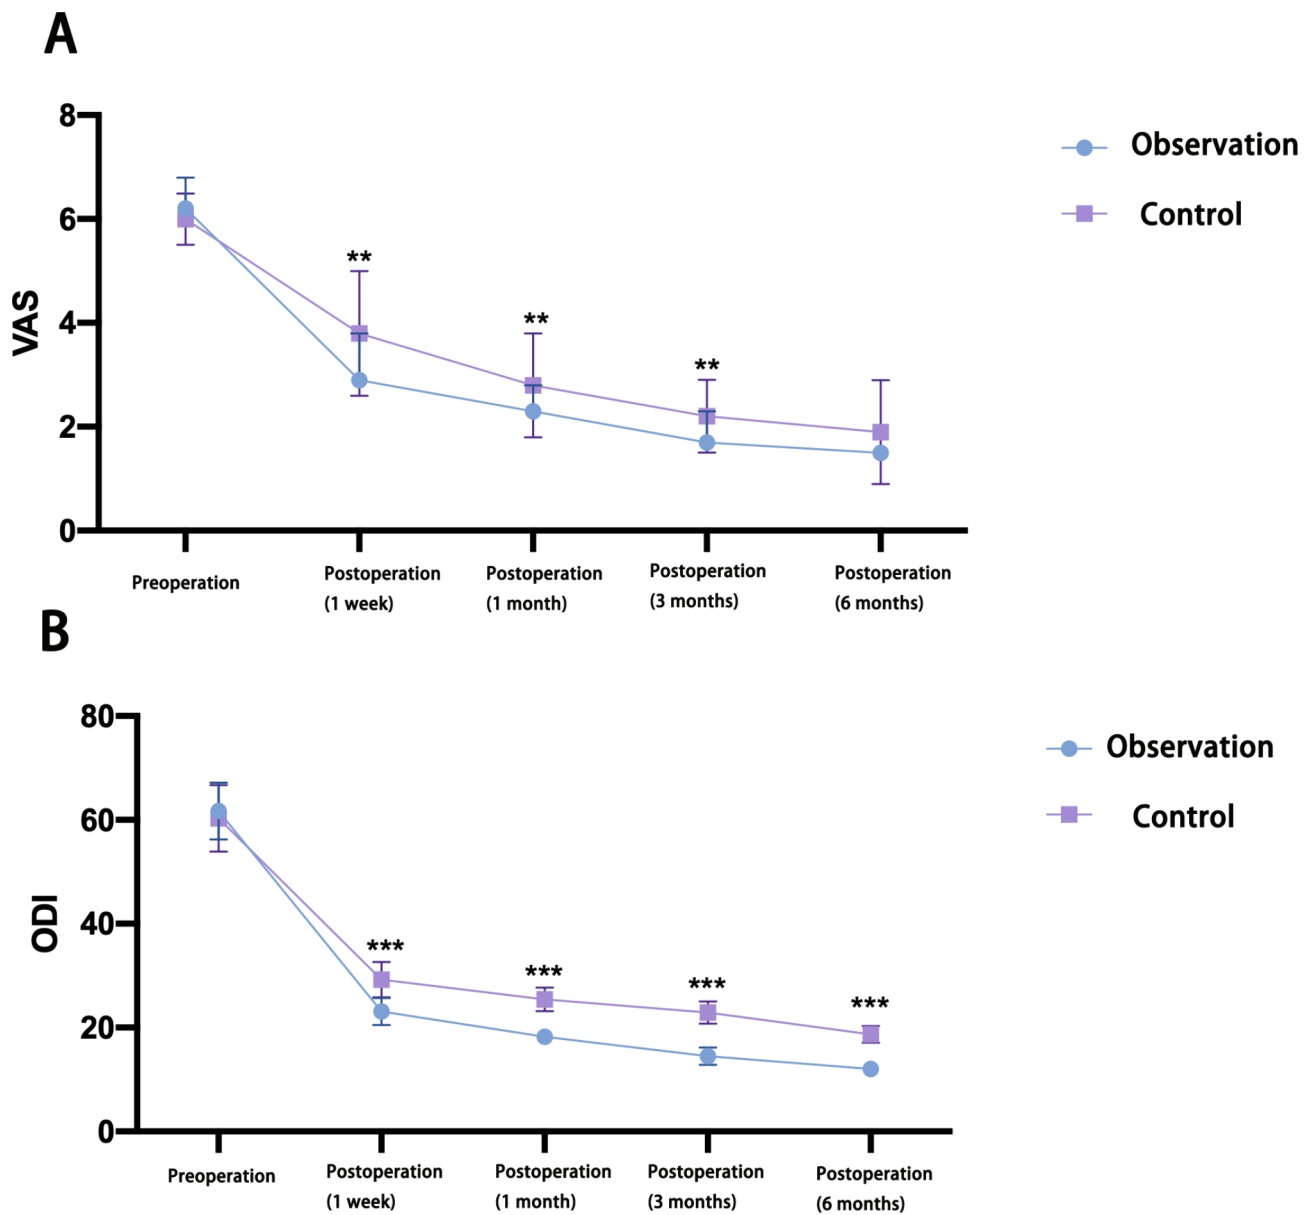 A
8
6
4
2
0
VAS
**
**
**
Observation
Control
Preoperation
Postoperation
(1 week)
Postoperation
(1 month)
Postoperation
(3 months)
Postoperation
(6 months)
B
80
60
40
20
0
ODI
***
***
***
***
Observation
Control
Preoperation
Postoperation
(1 week)
Postoperation
(1 month)
Postoperation
(3 months)
Postoperation
(6 months)